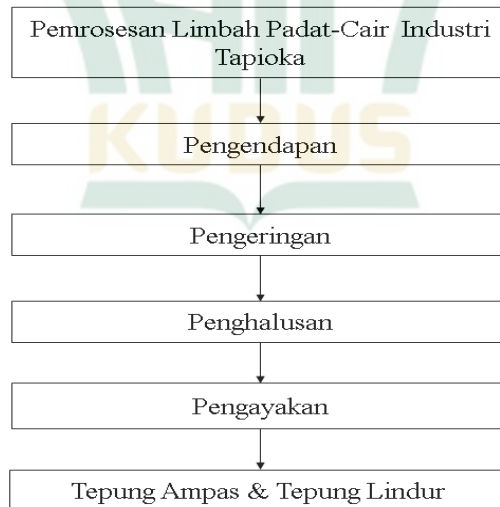 Pemrosesan Limbah Padat-Cair Industri
Tapioka
KUDUS
Pengendapan
Pengeringan
Penghalusan
Pengayakan
Tepung Ampas & Tepung Lindur